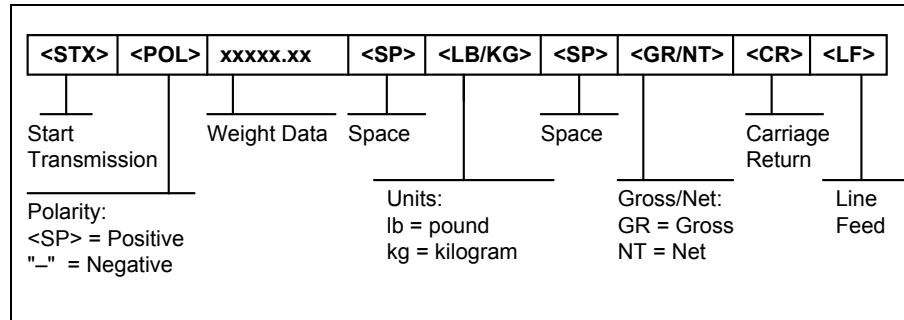 <STX> <POL> xxxxx.xx <SP> <LB/KG> <SP> <GR/NT> <CR> <LF>
Start
Transmission
Weight Data
Space
Space
Carriage
Return
Polarity:
<SP> = Positive
"–" = Negative
Units:
lb = pound
kg = kilogram
Gross/Net:
GR = Gross
NT = Net
Line
Feed